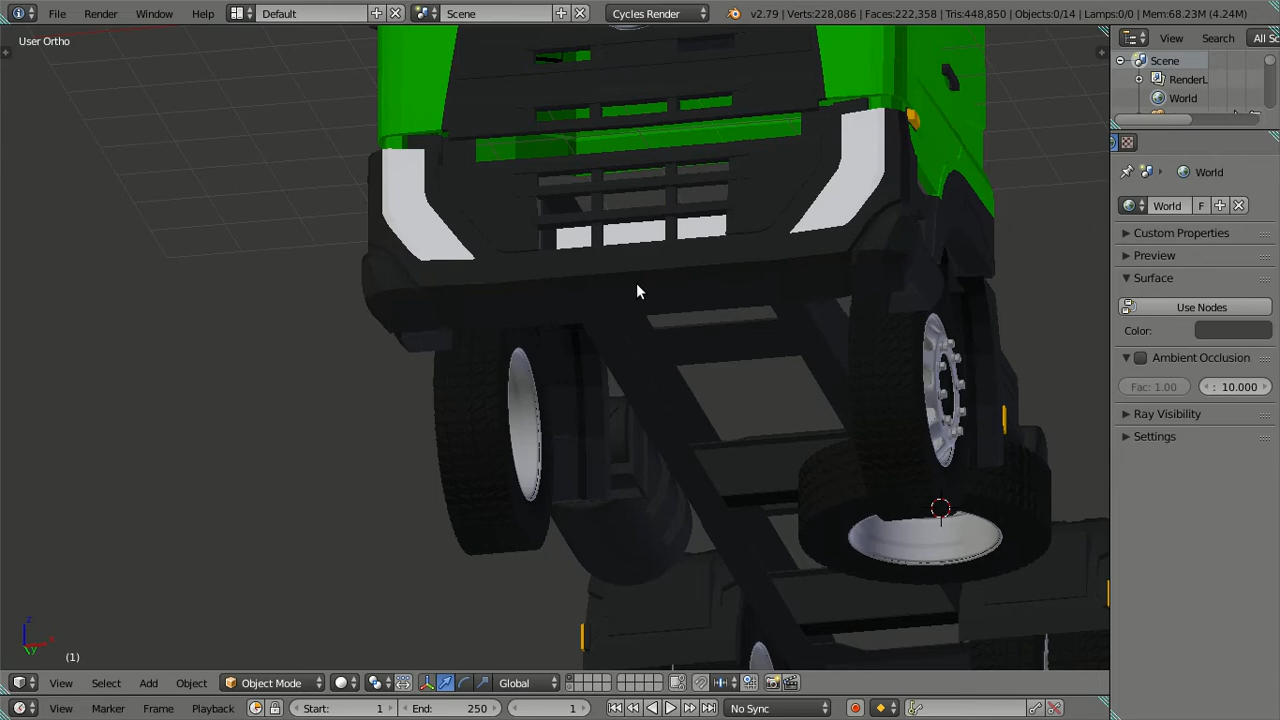 File Render Window Help Default Scene Cycles Render v2.79 | Verts:228,086 | Faces:222,358 | Tris:448,850 | Objects:0/14 | Lamps:0/0 | Mem:68.23M (4.24M)
User Ortho
View Search All Sc
Scene
RenderL
World
World
World F
Custom Properties
Preview
Surface
Use Nodes
Color:
Ambient Occlusion
Fac: 1.00 : 10.000
Ray Visibility
Settings
z
x
y
(1)
View Select Add Object Object Mode Global
View Marker Frame Playback Start: 1 End: 250 1 No Sync